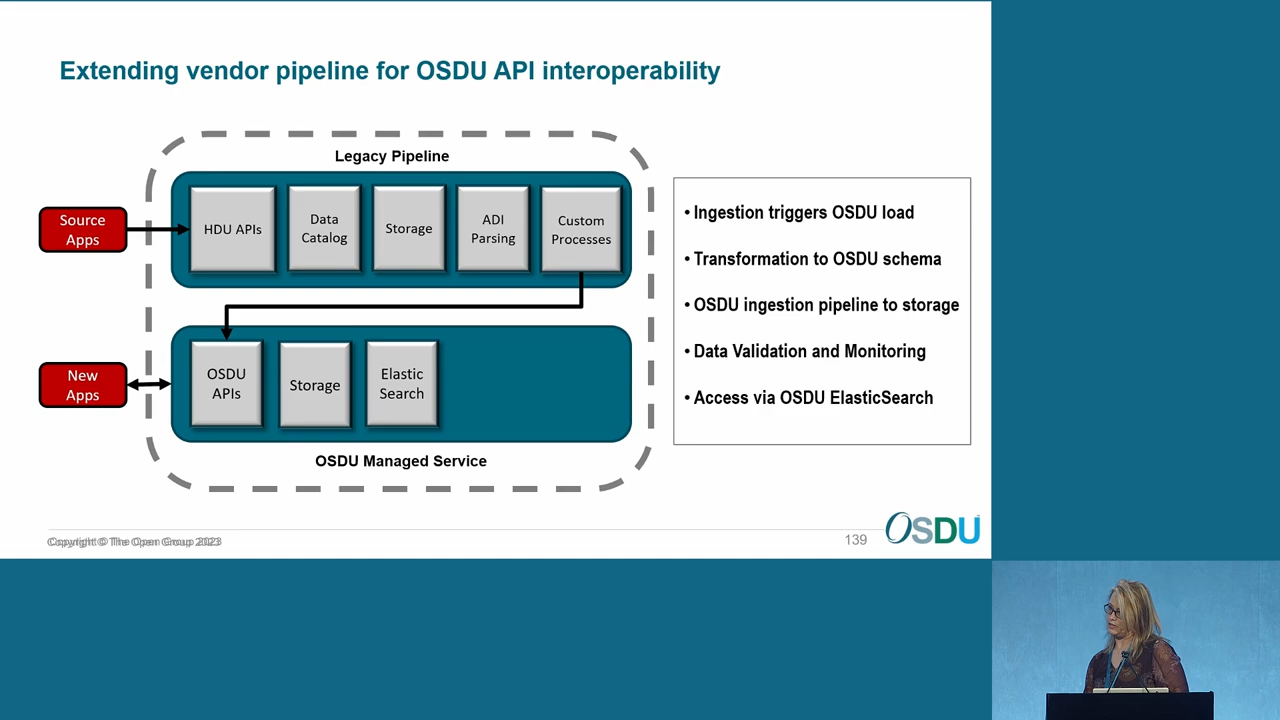 Extending vendor pipeline for OSDU API interoperability
Legacy Pipeline
Source
Apps
HDU APIs
Data
Catalog
Storage
ADI
Parsing
Custom
Processes
New
Apps
OSDU
APIs
Storage
Elastic
Search
OSDU Managed Service
• Ingestion triggers OSDU load
• Transformation to OSDU schema
• OSDU ingestion pipeline to storage
• Data Validation and Monitoring
• Access via OSDU ElasticSearch
Copyright © The Open Group 2023
139
OSDU